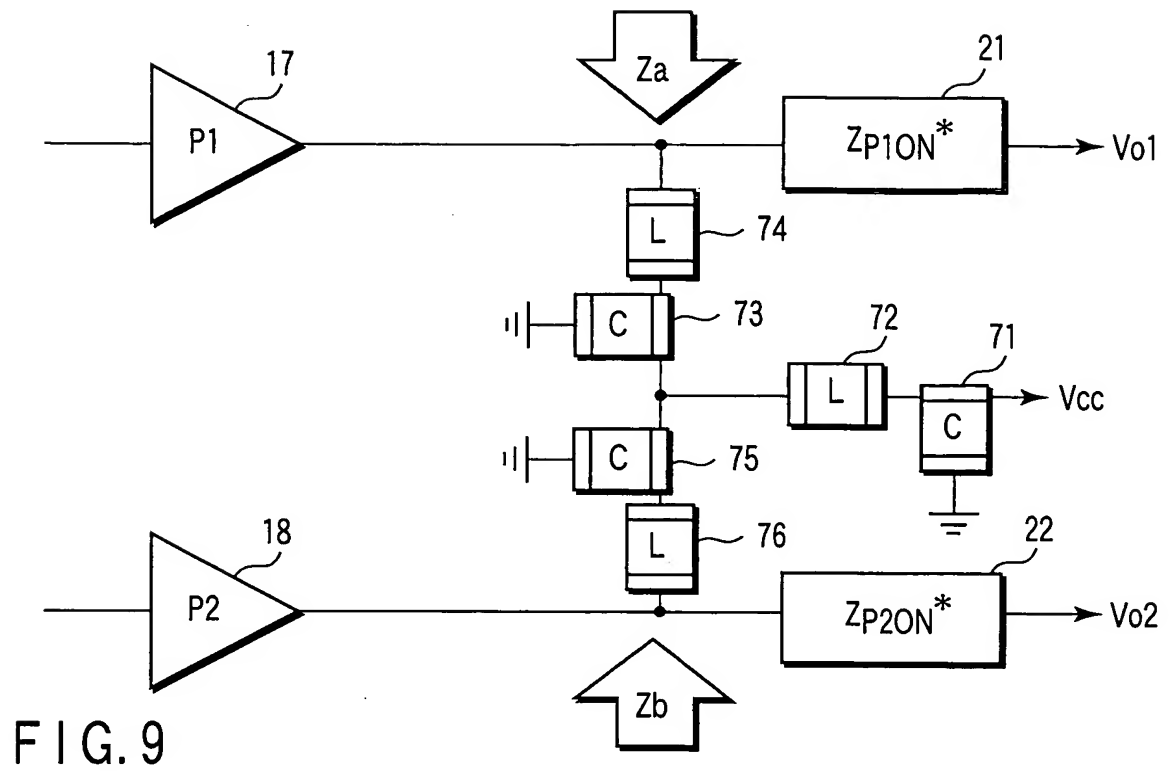 17
P1
Za
21
ZP1ON*
Vo1
L
74
C
73
72
L
71
C
Vcc
C
75
L
76
18
P2
22
ZP2ON*
Vo2
Zb
FIG. 9